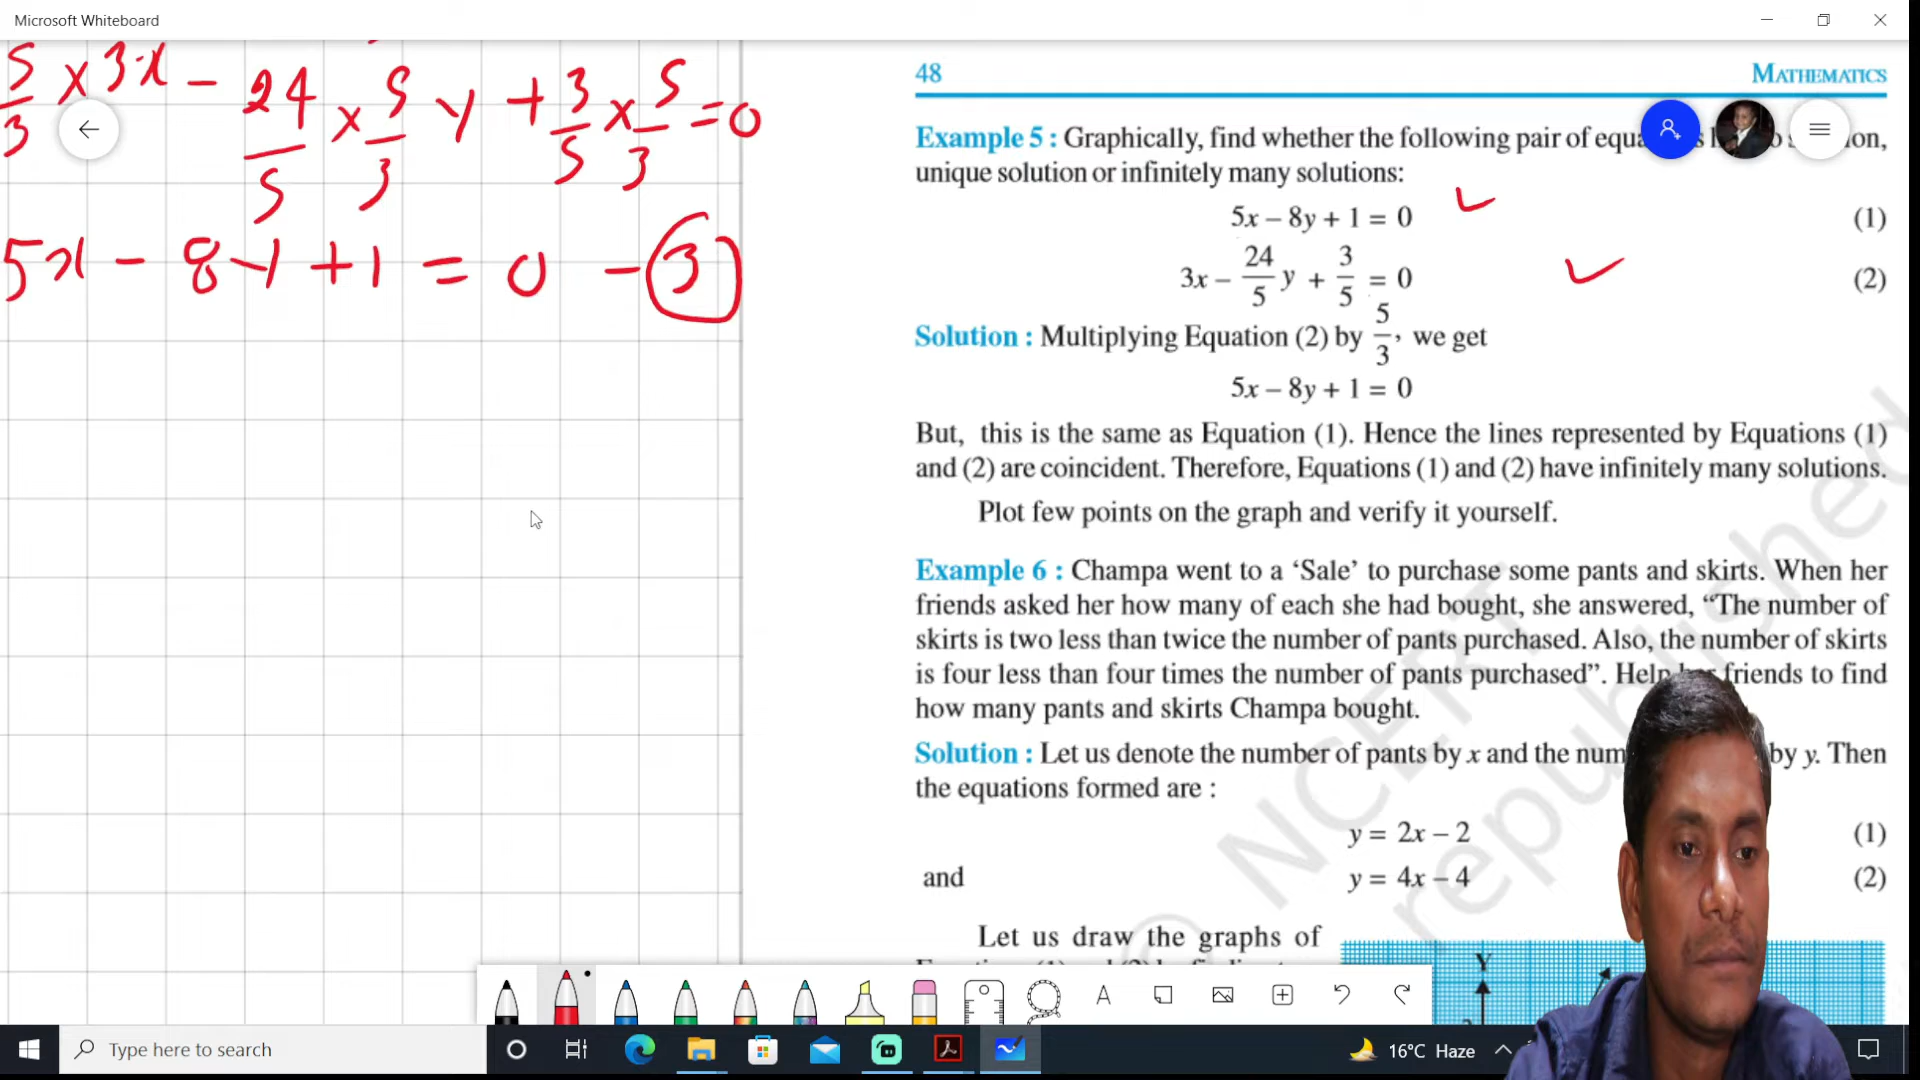 Microsoft Whiteboard
5/3 × 3x − 24/5 × 5/3 y + 3/5 × 5/3 = 0
5x − 8y + 1 = 0 − 3
48 MATHEMATICS
Example 5 : Graphically, find whether the following pair of
unique solution or infinitely many solutions:
5x – 8y + 1 = 0 (1)
3x – 24/5 y + 3/5 = 0 (2)
Solution : Multiplying Equation (2) by 5/3, we get
5x – 8y + 1 = 0
But, this is the same as Equation (1). Hence the lines represented by Equations (1)
and (2) are coincident. Therefore, Equations (1) and (2) have infinitely many solutions.
Plot few points on the graph and verify it yourself.
Example 6 : Champa went to a ‘Sale’ to purchase some pants and skirts. When her
friends asked her how many of each she had bought, she answered, “The number of
skirts is two less than twice the number of pants purchased. Also, the number of skirts
is four less than four times the number of pants purchased”. Help friends to find
how many pants and skirts Champa bought.
Solution : Let us denote the number of pants by x and the by y. Then
the equations formed are :
y = 2x – 2 (1)
and
y = 4x – 4 (2)
Let us draw the graphs of
Y
© NCERT
republished
A
Type here to search
16°C Haze